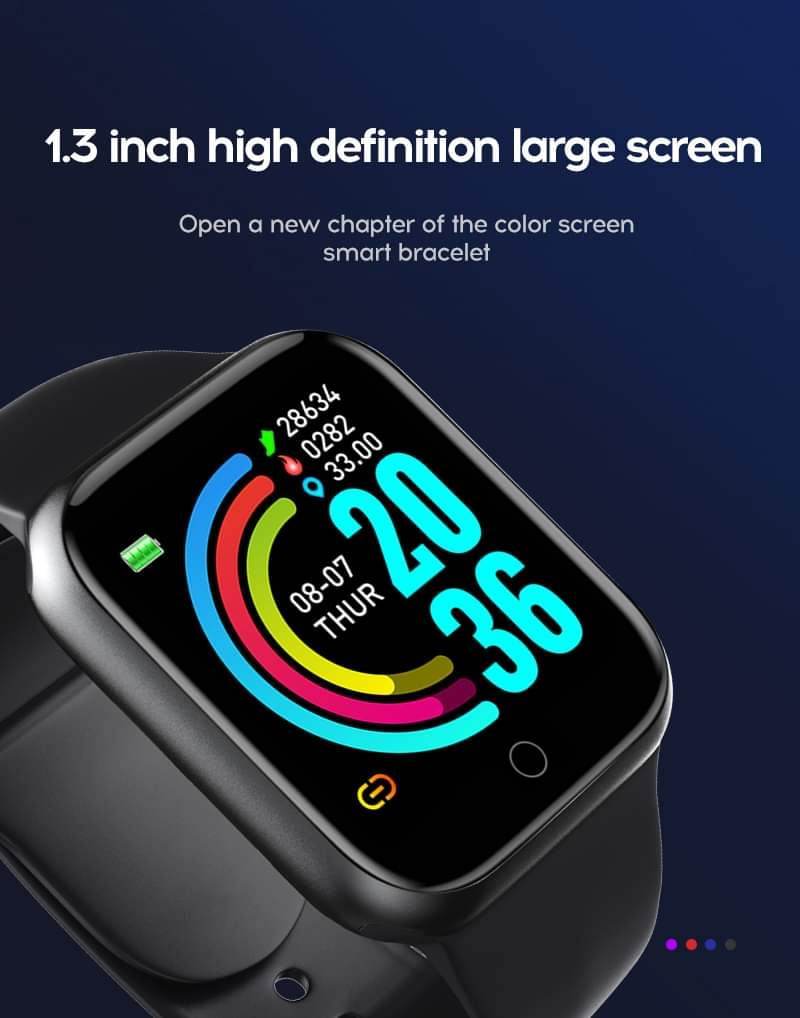 1.3 inch high definition large screen
Open a new chapter of the color screen
smart bracelet
28634
0282
33.00
20
36
08-07
THUR